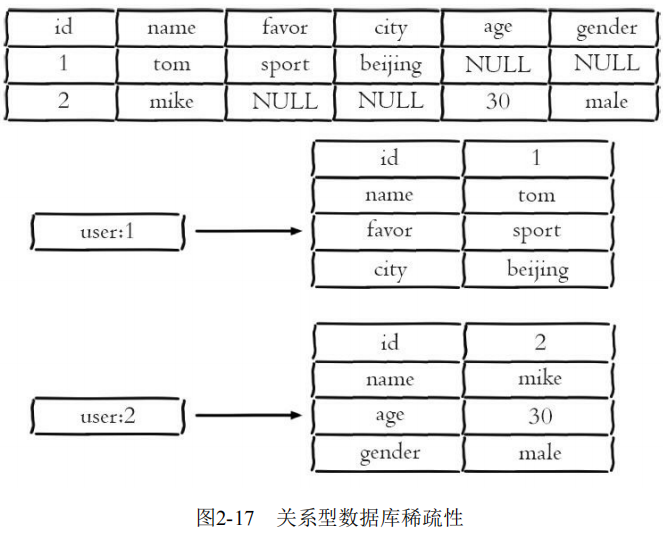 id name favor city age gender
1 tom sport beijing NULL NULL
2 mike NULL NULL 30 male
id 1
name tom
user:1
favor sport
city beijing
id 2
name mike
user:2
age 30
gender male
图2-17 关系型数据库稀疏性